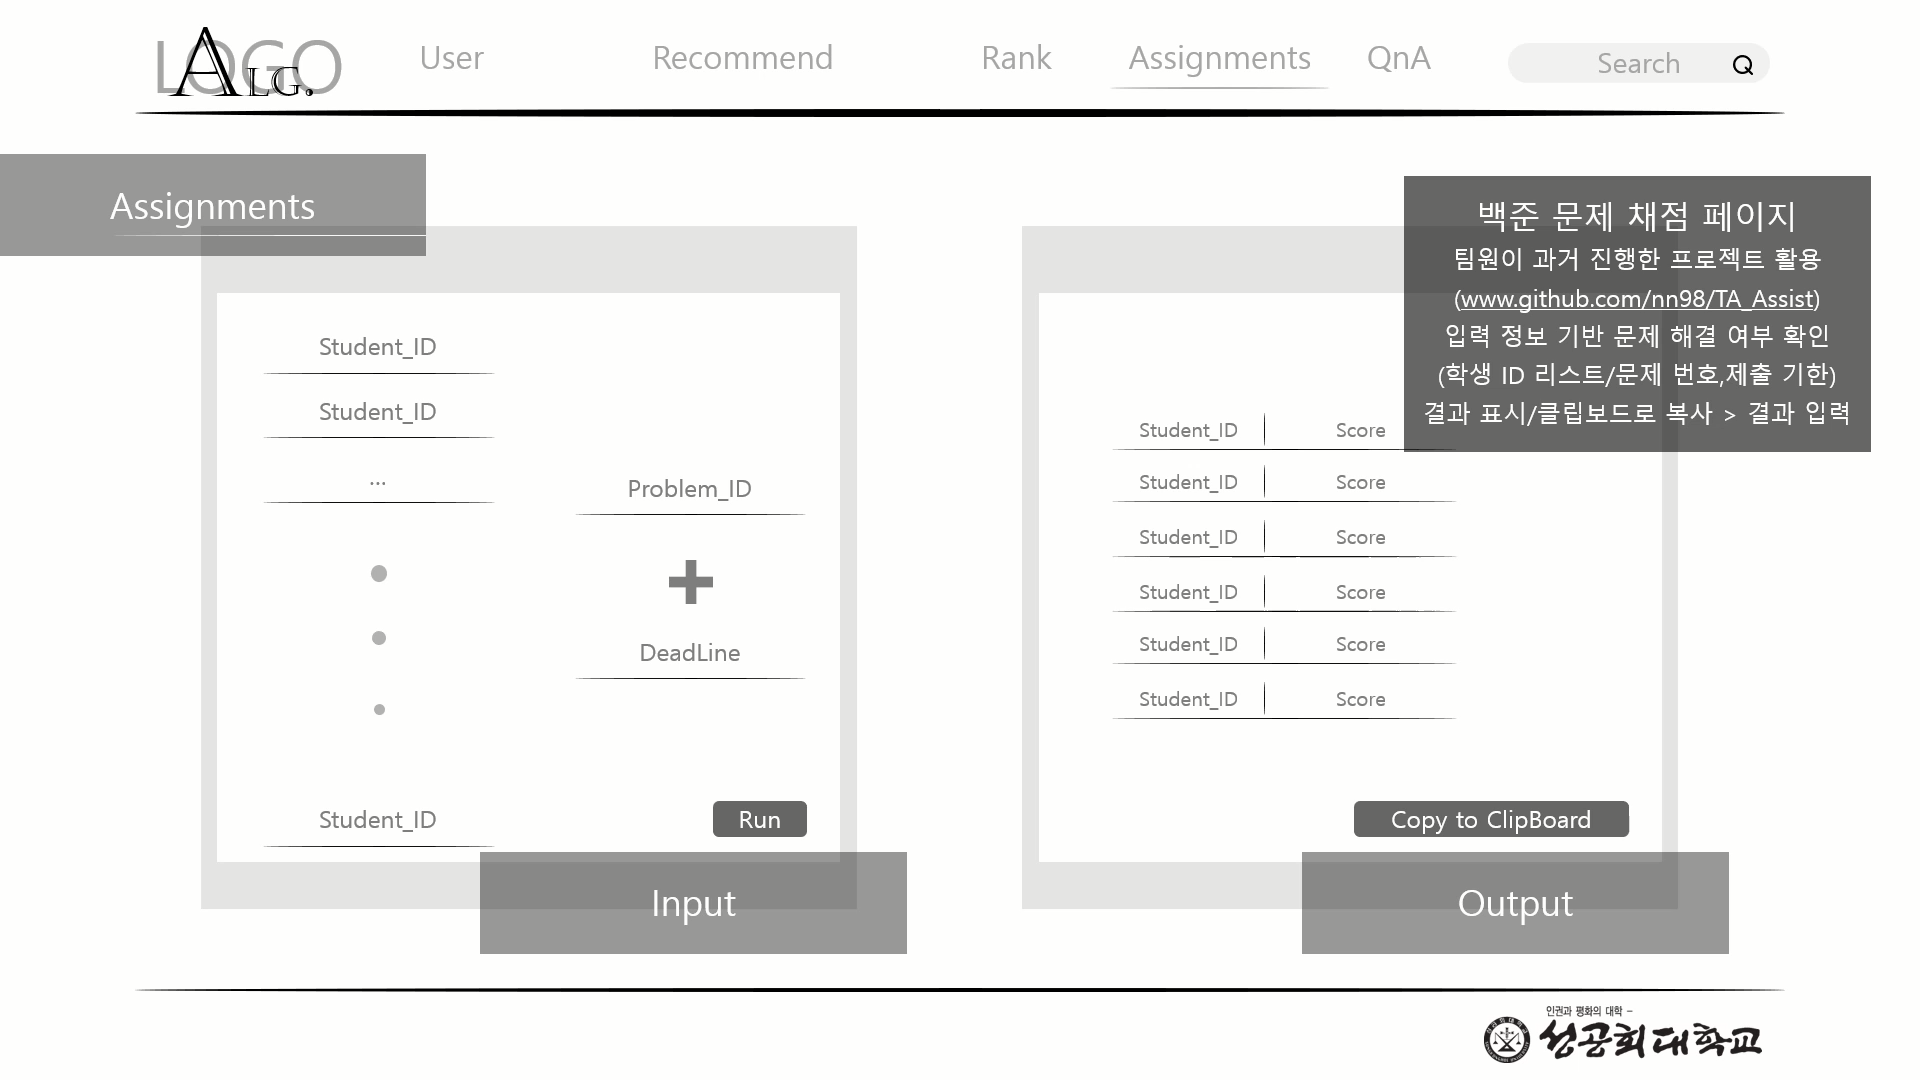 LOGO
ALG.
User
Recommend
Rank
Assignments
QnA
Search
Assignments
백준 문제 채점 페이지
팀원이 과거 진행한 프로젝트 활용
(www.github.com/nn98/TA_Assist)
입력 정보 기반 문제 해결 여부 확인
(학생 ID 리스트/문제 번호,제출 기한)
결과 표시/클립보드로 복사 > 결과 입력
Student_ID
Student_ID
...
Student_ID
Problem_ID
+
DeadLine
Run
Input
Student_ID Score
Student_ID Score
Student_ID Score
Student_ID Score
Student_ID Score
Student_ID Score
Copy to ClipBoard
Output
인권과 평화의 대학 -
성공회대학교